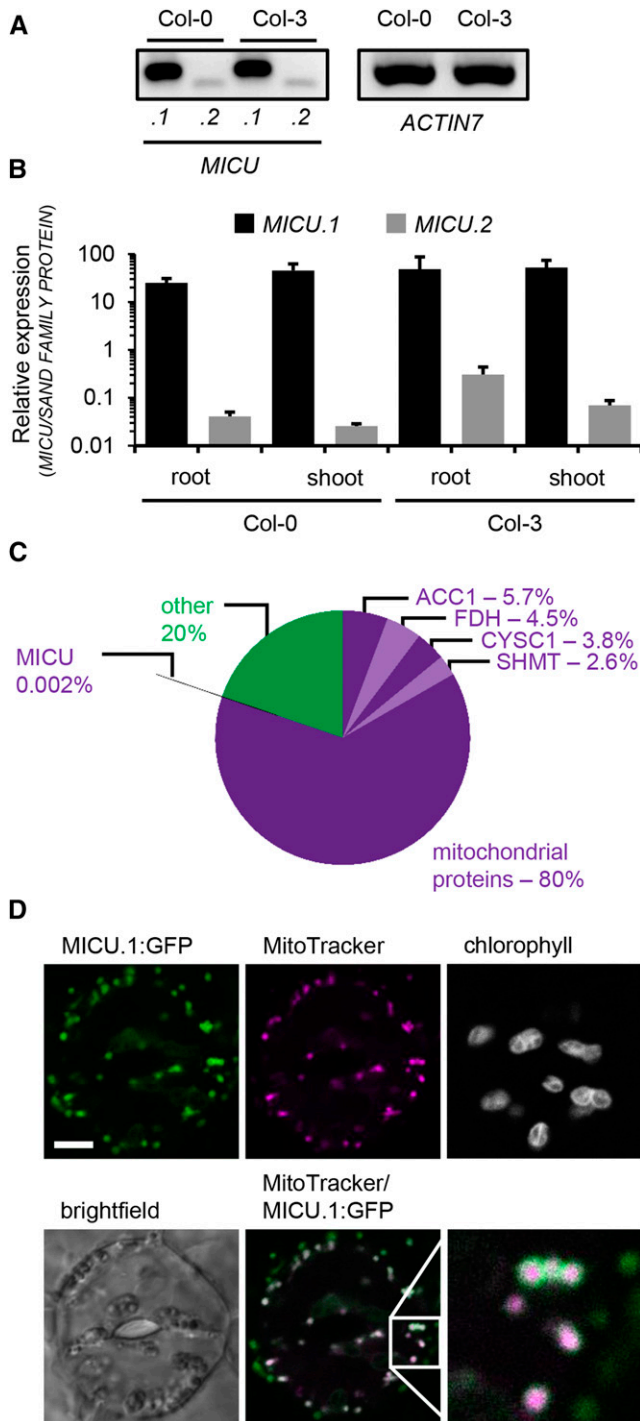 A
Col-0 Col-3 Col-0 Col-3
.1 .2 .1 .2 ACTIN7
MICU
B
MICU.1 MICU.2
Relative expression
(MICU/SAND FAMILY PROTEIN)
100
10
1
0.1
0.01
root shoot root shoot
Col-0 Col-3
C
other
20%
MICU
0.002%
ACC1 – 5.7%
FDH – 4.5%
CYSC1 – 3.8%
SHMT – 2.6%
mitochondrial
proteins – 80%
D
MICU.1:GFP MitoTracker chlorophyll
brightfield
MitoTracker/
MICU.1:GFP